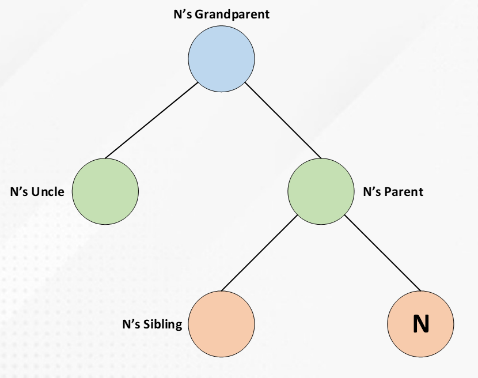 N’s Grandparent
N’s Uncle
N’s Parent
N’s Sibling
N